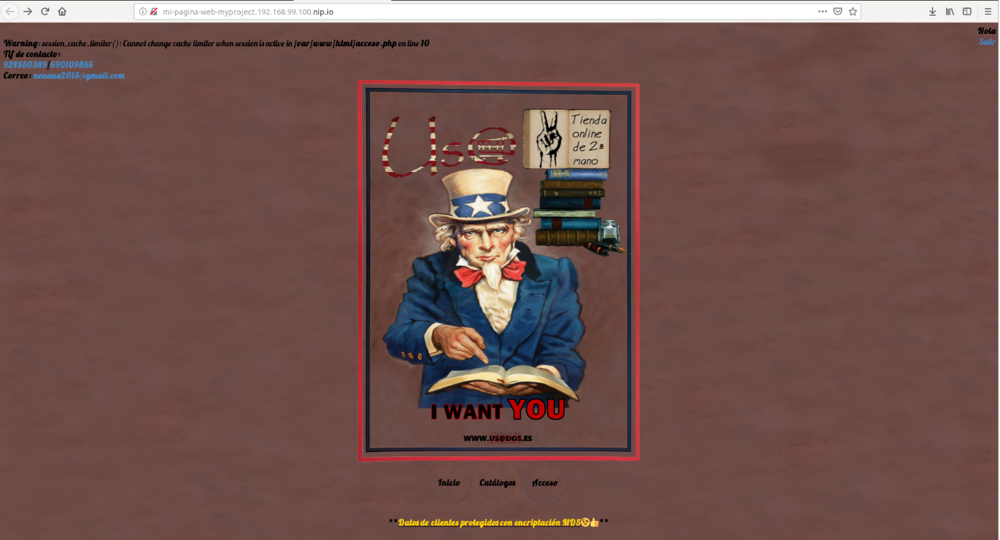 mi-pagina-web-myproject.192.168.99.100.nip.io
Hola
Salir
Warning: session_cache_limiter(): Cannot change cache limiter when session is active in /var/www/html/acceso.php on line 10
Tlf de contacto:
924550389/690109856
Correo: nenanu2015@gmail.com
Us@
Tienda
online
de 2ª
mano
I WANT YOU
WWW.US@DOS.ES
Inicio Catálogos Acceso
**Datos de clientes protegidos con encriptación MD5😉👍**